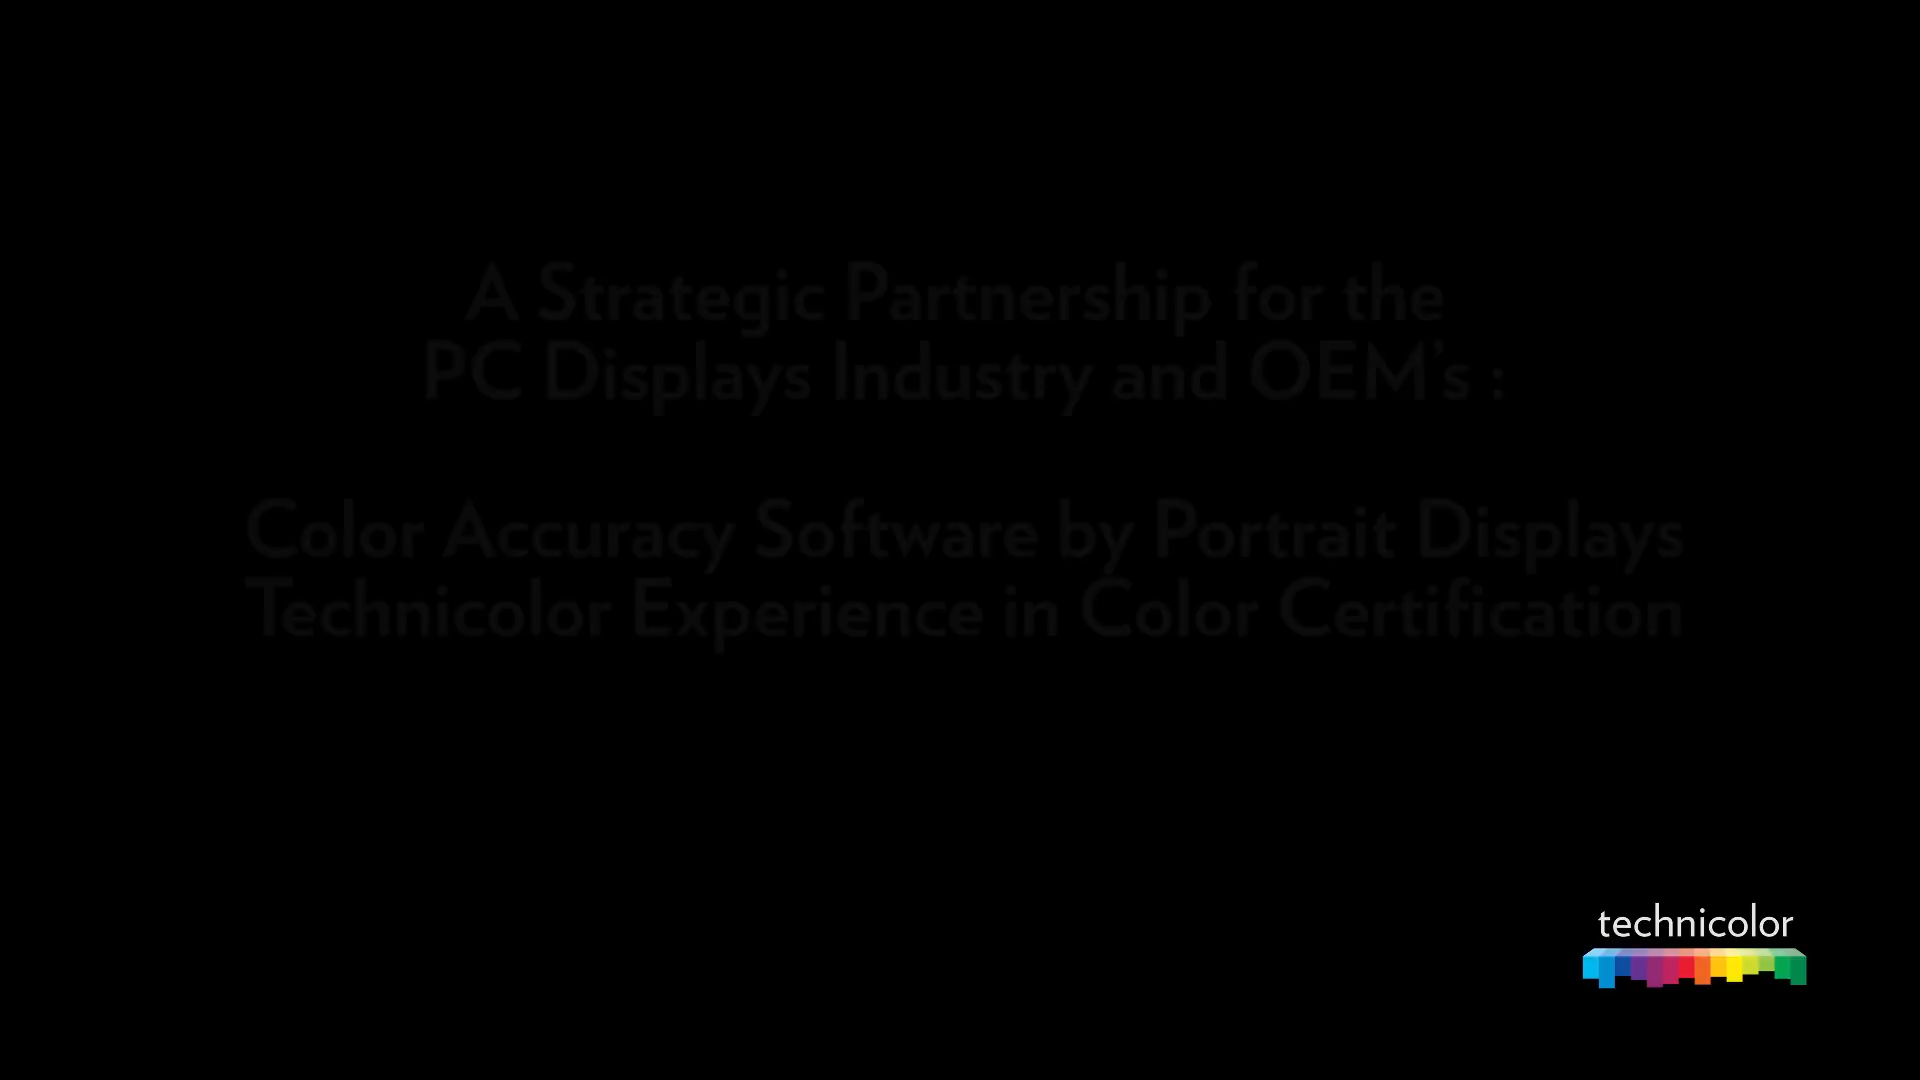 A Strategic Partnership for the
PC Displays Industry and OEM's :
Color Accuracy Software by Portrait Displays
Technicolor Experience in Color Certification
technicolor